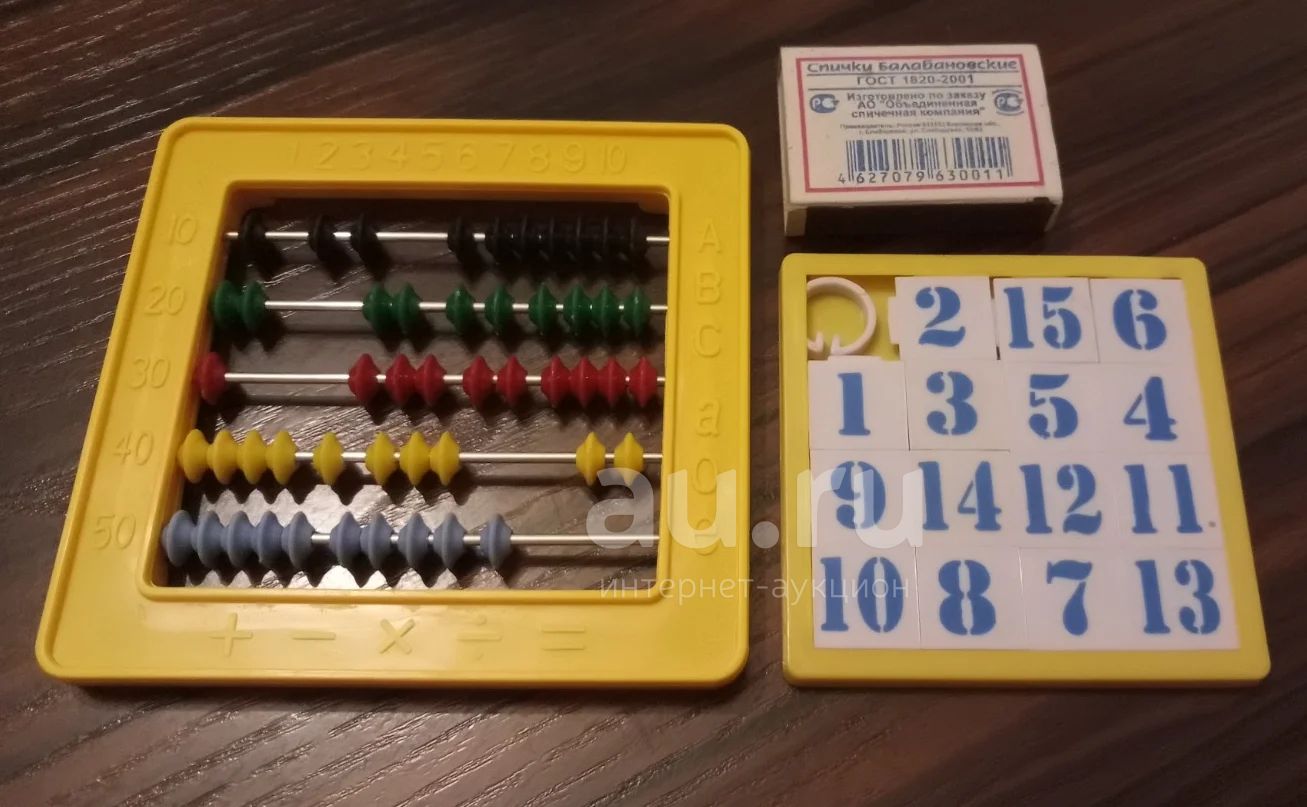 Спички Балабановские
ГОСТ 1820-2001
Изготовлено по заказу
АО "Объединенная
спичечная компания"
4 627079 630011
1 2 3 4 5 6 7 8 9 10
10
20
30
40
50
A
B
C
a
O
e
+ − × ÷ =
2 15 6
1 3 5 4
9 14 12 11
10 8 7 13
au.ru
интернет-аукцион